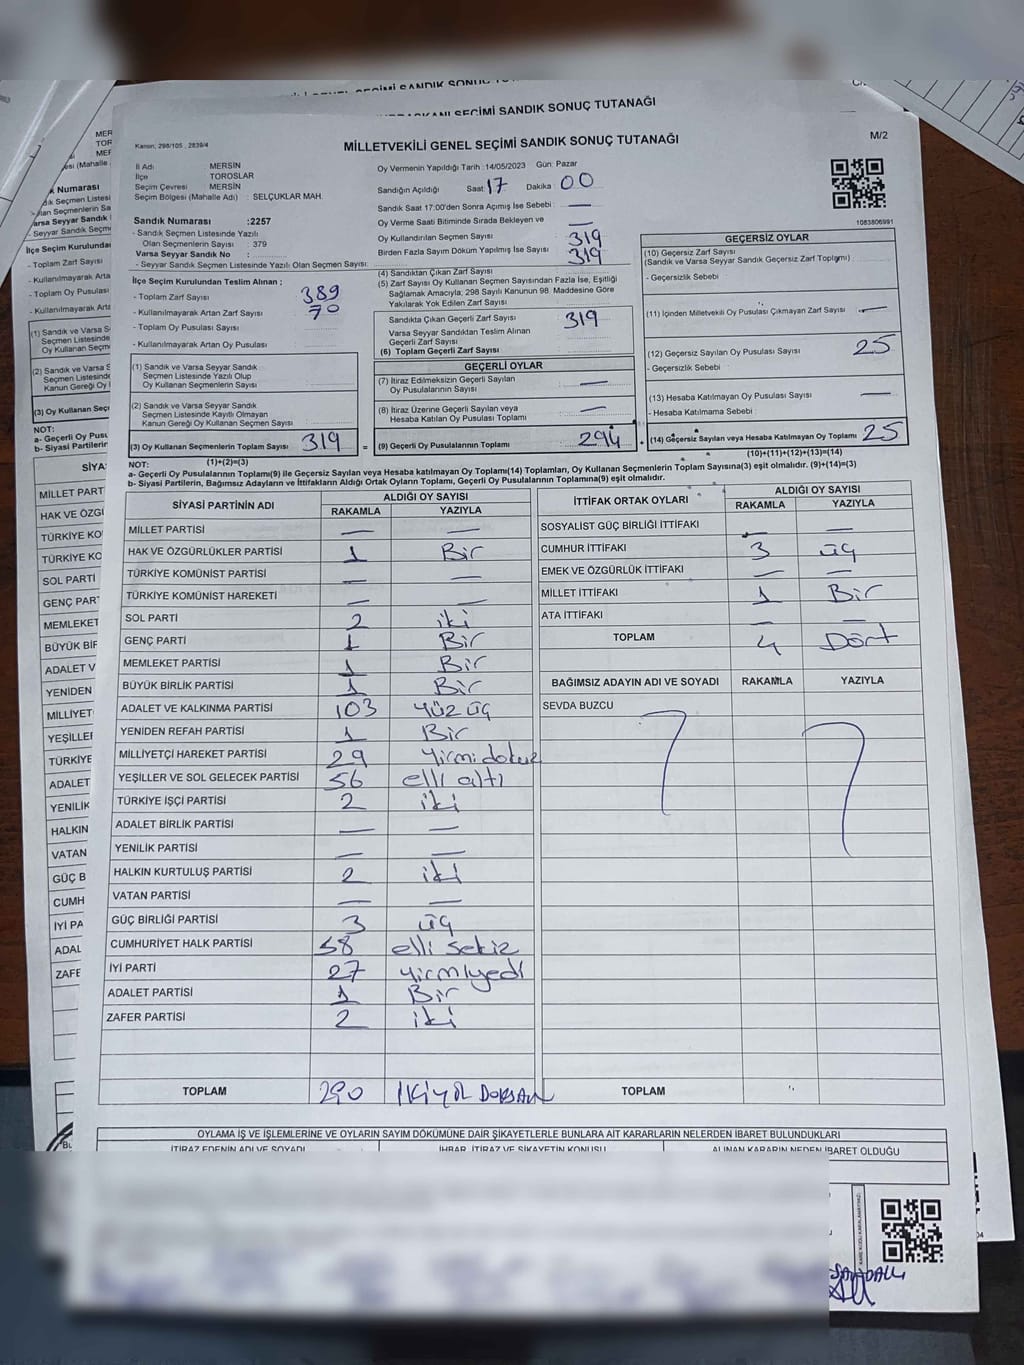 MİLLETVEKİLİ GENEL SEÇİMİ SANDIK SONUÇ TUTANAĞI
M/2
Kanun, 298/105 , 2839/4
İl Adı MERSİN
İlçe TOROSLAR
Seçim Çevresi MERSİN
Seçim Bölgesi (Mahalle Adı) : SELÇUKLAR MAH.
Oy Vermenin Yapıldığı Tarih :14/05/2023 Gün: Pazar
Sandığın Açıldığı Saat: 17 Dakika : 00
Sandık Saat 17:00'den Sonra Açımış İse Sebebi : —
Oy Verme Saati Bitiminde Sırada Bekleyen ve —
Oy Kullandırılan Seçmen Sayısı 319
Birden Fazla Sayım Döküm Yapılmış İse Sayısı 319
1083806991
Sandık Numarası :2257
- Sandık Seçmen Listesinde Yazılı
Olan Seçmenlerin Sayısı : 379
Varsa Seyyar Sandık No :
- Seyyar Sandık Seçmen Listesinde Yazılı Olan Seçmen Sayısı:
İlçe Seçim Kurulundan Teslim Alınan ;
- Toplam Zarf Sayısı 389
- Kullanılmayarak Artan Zarf Sayısı 70
- Toplam Oy Pusulası Sayısı
- Kullanılmayarak Artan Oy Pusulası
(1) Sandık ve Varsa Seyyar Sandık
Seçmen Listesinde Yazılı Olup
Oy Kullanan Seçmenlerin Sayısı
(2) Sandık ve Varsa Seyyar Sandık
Seçmen Listesinde Kayıtlı Olmayan
Kanun Gereği Oy Kullanan Seçmen Sayısı
(3) Oy Kullanan Seçmenlerin Toplam Sayısı 319 =
(1)+(2)=(3)
(4) Sandıktan Çıkan Zarf Sayısı
(5) Zarf Sayısı Oy Kullanan Seçmen Sayısından Fazla İse, Eşitliği
Sağlamak Amacıyla, 298 Sayılı Kanunun 98. Maddesine Göre
Yakılarak Yok Edilen Zarf Sayısı
Sandıkta Çıkan Geçerli Zarf Sayısı 319
Varsa Seyyar Sandıktan Teslim Alınan
Geçerli Zarf Sayısı
(6) Toplam Geçerli Zarf Sayısı
GEÇERLİ OYLAR
(7) İtiraz Edilmeksizin Geçerli Sayılan —
Oy Pusulalarının Sayısı
(8) İtiraz Üzerine Geçerli Sayılan veya —
Hesaba Katılan Oy Pusulası Toplamı
(9) Geçerli Oy Pusulalarının Toplamı 294
GEÇERSİZ OYLAR
(10) Geçersiz Zarf Sayısı
(Sandık ve Varsa Seyyar Sandık Geçersiz Zarf Toplamı)
- Geçersizlik Sebebi
(11) İçinden Milletvekili Oy Pusulası Çıkmayan Zarf Sayısı —
(12) Geçersiz Sayılan Oy Pusulası Sayısı 25
- Geçersizlik Sebebi
(13) Hesaba Katılmayan Oy Pusulası Sayısı —
- Hesaba Katılmama Sebebi
(14) Geçersiz Sayılan veya Hesaba Katılmayan Oy Toplamı 25
(10)+(11)+(12)+(13)=(14)
NOT:
a- Geçerli Oy Pusulalarının Toplamı(9) ile Geçersiz Sayılan veya Hesaba katılmayan Oy Toplamı(14) Toplamları, Oy Kullanan Seçmenlerin Toplam Sayısına(3) eşit olmalıdır. (9)+(14)=(3)
b- Siyasi Partilerin, Bağımsız Adayların ve İttifakların Aldığı Ortak Oyların Toplamı, Geçerli Oy Pusulalarının Toplamına(9) eşit olmalıdır.
SİYASİ PARTİNİN ADI ALDIĞI OY SAYISI
RAKAMLA YAZIYLA
MİLLET PARTİSİ — —
HAK VE ÖZGÜRLÜKLER PARTİSİ 1 Bir
TÜRKİYE KOMÜNİST PARTİSİ — —
TÜRKİYE KOMÜNİST HAREKETİ — —
SOL PARTİ 2 iki
GENÇ PARTİ 1 Bir
MEMLEKET PARTİSİ 1 Bir
BÜYÜK BİRLİK PARTİSİ 1 Bir
ADALET VE KALKINMA PARTİSİ 103 yüz üç
YENİDEN REFAH PARTİSİ 1 Bir
MİLLİYETÇİ HAREKET PARTİSİ 29 yirmi dokuz
YEŞİLLER VE SOL GELECEK PARTİSİ 56 elli altı
TÜRKİYE İŞÇİ PARTİSİ 2 iki
ADALET BİRLİK PARTİSİ — —
YENİLİK PARTİSİ — —
HALKIN KURTULUŞ PARTİSİ 2 iki
VATAN PARTİSİ — —
GÜÇ BİRLİĞİ PARTİSİ 3 üç
CUMHURİYET HALK PARTİSİ 58 elli sekiz
İYİ PARTİ 27 yirmiyedi
ADALET PARTİSİ 1 Bir
ZAFER PARTİSİ 2 iki
TOPLAM 290 İKİYÜZ DOKSAN
İTTİFAK ORTAK OYLARI ALDIĞI OY SAYISI
RAKAMLA YAZIYLA
SOSYALİST GÜÇ BİRLİĞİ İTTİFAKI — —
CUMHUR İTTİFAKI 3 üç
EMEK VE ÖZGÜRLÜK İTTİFAKI — —
MİLLET İTTİFAKI 1 Bir
ATA İTTİFAKI — —
TOPLAM 4 Dört
BAĞIMSIZ ADAYIN ADI VE SOYADI RAKAMLA YAZIYLA
SEVDA BUZCU
TOPLAM
OYLAMA İŞ VE İŞLEMLERİNE VE OYLARIN SAYIM DÖKÜMÜNE DAİR ŞİKAYETLERLE BUNLARA AİT KARARLARIN NELERDEN İBARET BULUNDUKLARI
İTİRAZ EDENİN ADI VE SOYADI İHBAR, İTİRAZ VE ŞİKAYETİN KONUSU ALINAN KARARIN NEDEN İBARET OLDUĞU